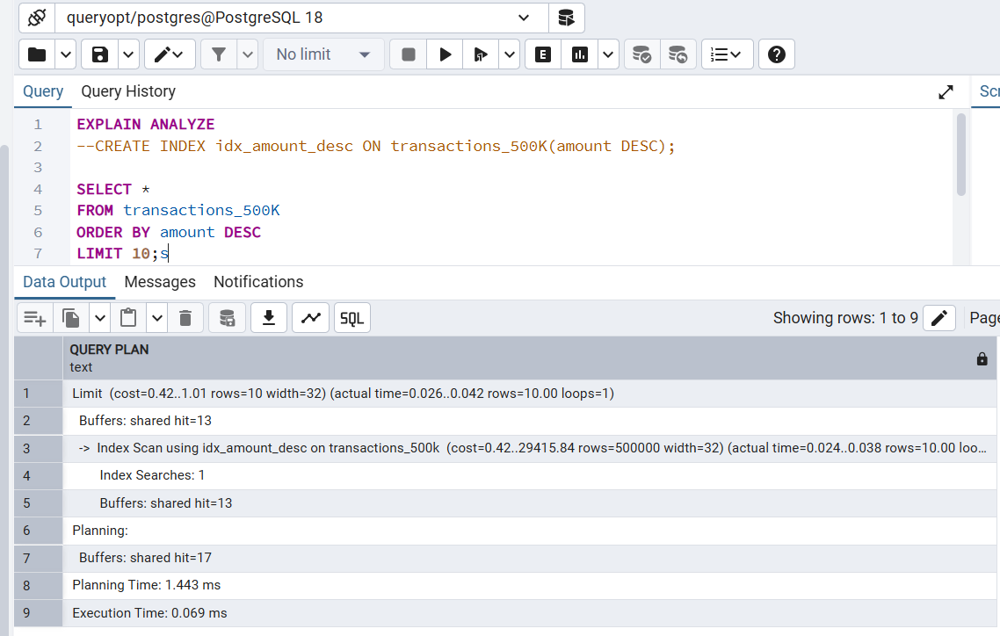 queryopt/postgres@PostgreSQL 18
No limit
E
Query Query History
Scr
1 EXPLAIN ANALYZE
2 --CREATE INDEX idx_amount_desc ON transactions_500K(amount DESC);
3
4 SELECT *
5 FROM transactions_500K
6 ORDER BY amount DESC
7 LIMIT 10;s
Data Output Messages Notifications
SQL Showing rows: 1 to 9 Page
QUERY PLAN
text
1 Limit (cost=0.42..1.01 rows=10 width=32) (actual time=0.026..0.042 rows=10.00 loops=1)
2 Buffers: shared hit=13
3 -> Index Scan using idx_amount_desc on transactions_500k (cost=0.42..29415.84 rows=500000 width=32) (actual time=0.024..0.038 rows=10.00 loo...
4 Index Searches: 1
5 Buffers: shared hit=13
6 Planning:
7 Buffers: shared hit=17
8 Planning Time: 1.443 ms
9 Execution Time: 0.069 ms